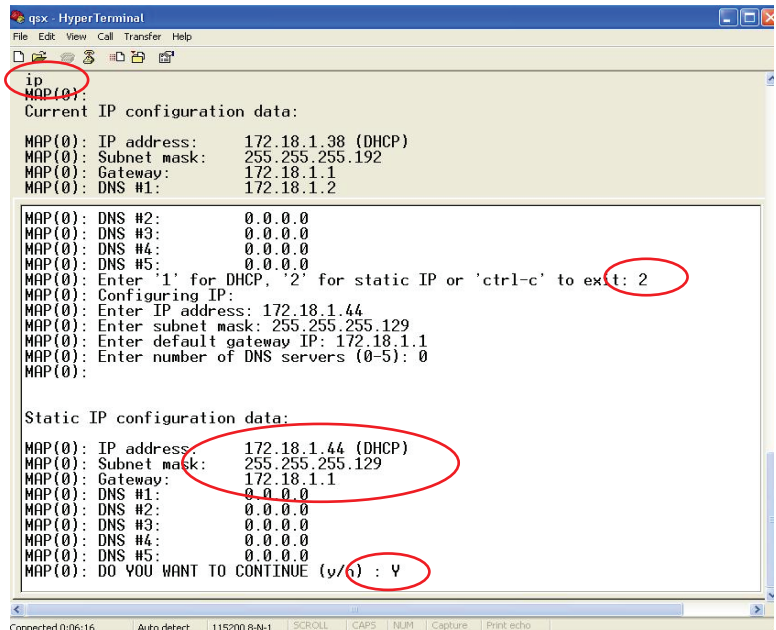 qsx - HyperTerminal
File Edit View Call Transfer Help
ip
MAP(0):
Current IP configuration data:
MAP(0): IP address: 172.18.1.38 (DHCP)
MAP(0): Subnet mask: 255.255.255.192
MAP(0): Gateway: 172.18.1.1
MAP(0): DNS #1: 172.18.1.2
MAP(0): DNS #2: 0.0.0.0
MAP(0): DNS #3: 0.0.0.0
MAP(0): DNS #4: 0.0.0.0
MAP(0): DNS #5: 0.0.0.0
MAP(0): Enter '1' for DHCP, '2' for static IP or 'ctrl-c' to exit: 2
MAP(0): Configuring IP:
MAP(0): Enter IP address: 172.18.1.44
MAP(0): Enter subnet mask: 255.255.255.129
MAP(0): Enter default gateway IP: 172.18.1.1
MAP(0): Enter number of DNS servers (0-5): 0
MAP(0):
Static IP configuration data:
MAP(0): IP address: 172.18.1.44 (DHCP)
MAP(0): Subnet mask: 255.255.255.129
MAP(0): Gateway: 172.18.1.1
MAP(0): DNS #1: 0.0.0.0
MAP(0): DNS #2: 0.0.0.0
MAP(0): DNS #3: 0.0.0.0
MAP(0): DNS #4: 0.0.0.0
MAP(0): DNS #5: 0.0.0.0
MAP(0): DO YOU WANT TO CONTINUE (y/n) : Y
Connected 0:06:16 Auto detect 115200 8-N-1 SCROLL CAPS NUM Capture Print echo